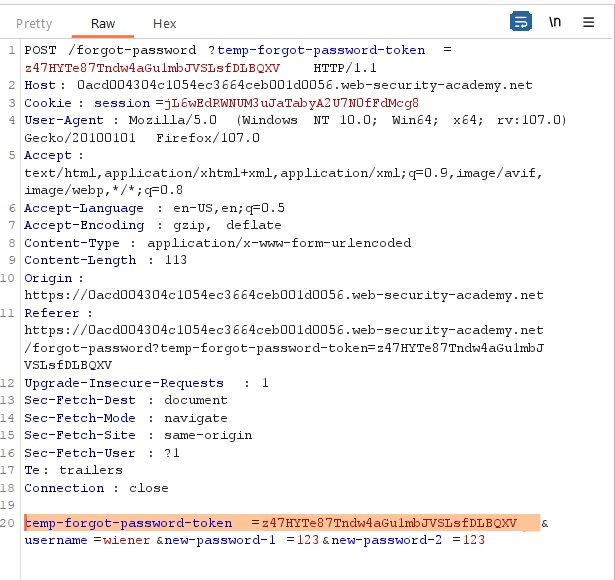 Pretty Raw Hex \n
1 POST /forgot-password ?temp-forgot-password-token =
z47HYTe87Tndw4aGu1mbJVSLsfDLBQXV HTTP/1.1
2 Host: 0acd004304c1054ec3664ceb001d0056.web-security-academy.net
3 Cookie: session=jL6wEdRWNUM3uJaTabyA2U7N0fFdMcg8
4 User-Agent: Mozilla/5.0 (Windows NT 10.0; Win64; x64; rv:107.0)
Gecko/20100101 Firefox/107.0
5 Accept:
text/html,application/xhtml+xml,application/xml;q=0.9,image/avif,
image/webp,*/*;q=0.8
6 Accept-Language : en-US,en;q=0.5
7 Accept-Encoding : gzip, deflate
8 Content-Type : application/x-www-form-urlencoded
9 Content-Length : 113
10 Origin:
https://0acd004304c1054ec3664ceb001d0056.web-security-academy.net
11 Referer:
https://0acd004304c1054ec3664ceb001d0056.web-security-academy.net
/forgot-password?temp-forgot-password-token=z47HYTe87Tndw4aGu1mbJ
VSLsfDLBQXV
12 Upgrade-Insecure-Requests : 1
13 Sec-Fetch-Dest : document
14 Sec-Fetch-Mode : navigate
15 Sec-Fetch-Site : same-origin
16 Sec-Fetch-User : ?1
17 Te: trailers
18 Connection : close
19
20 temp-forgot-password-token =z47HYTe87Tndw4aGu1mbJVSLsfDLBQXV &
username=wiener &new-password-1 =123&new-password-2 =123